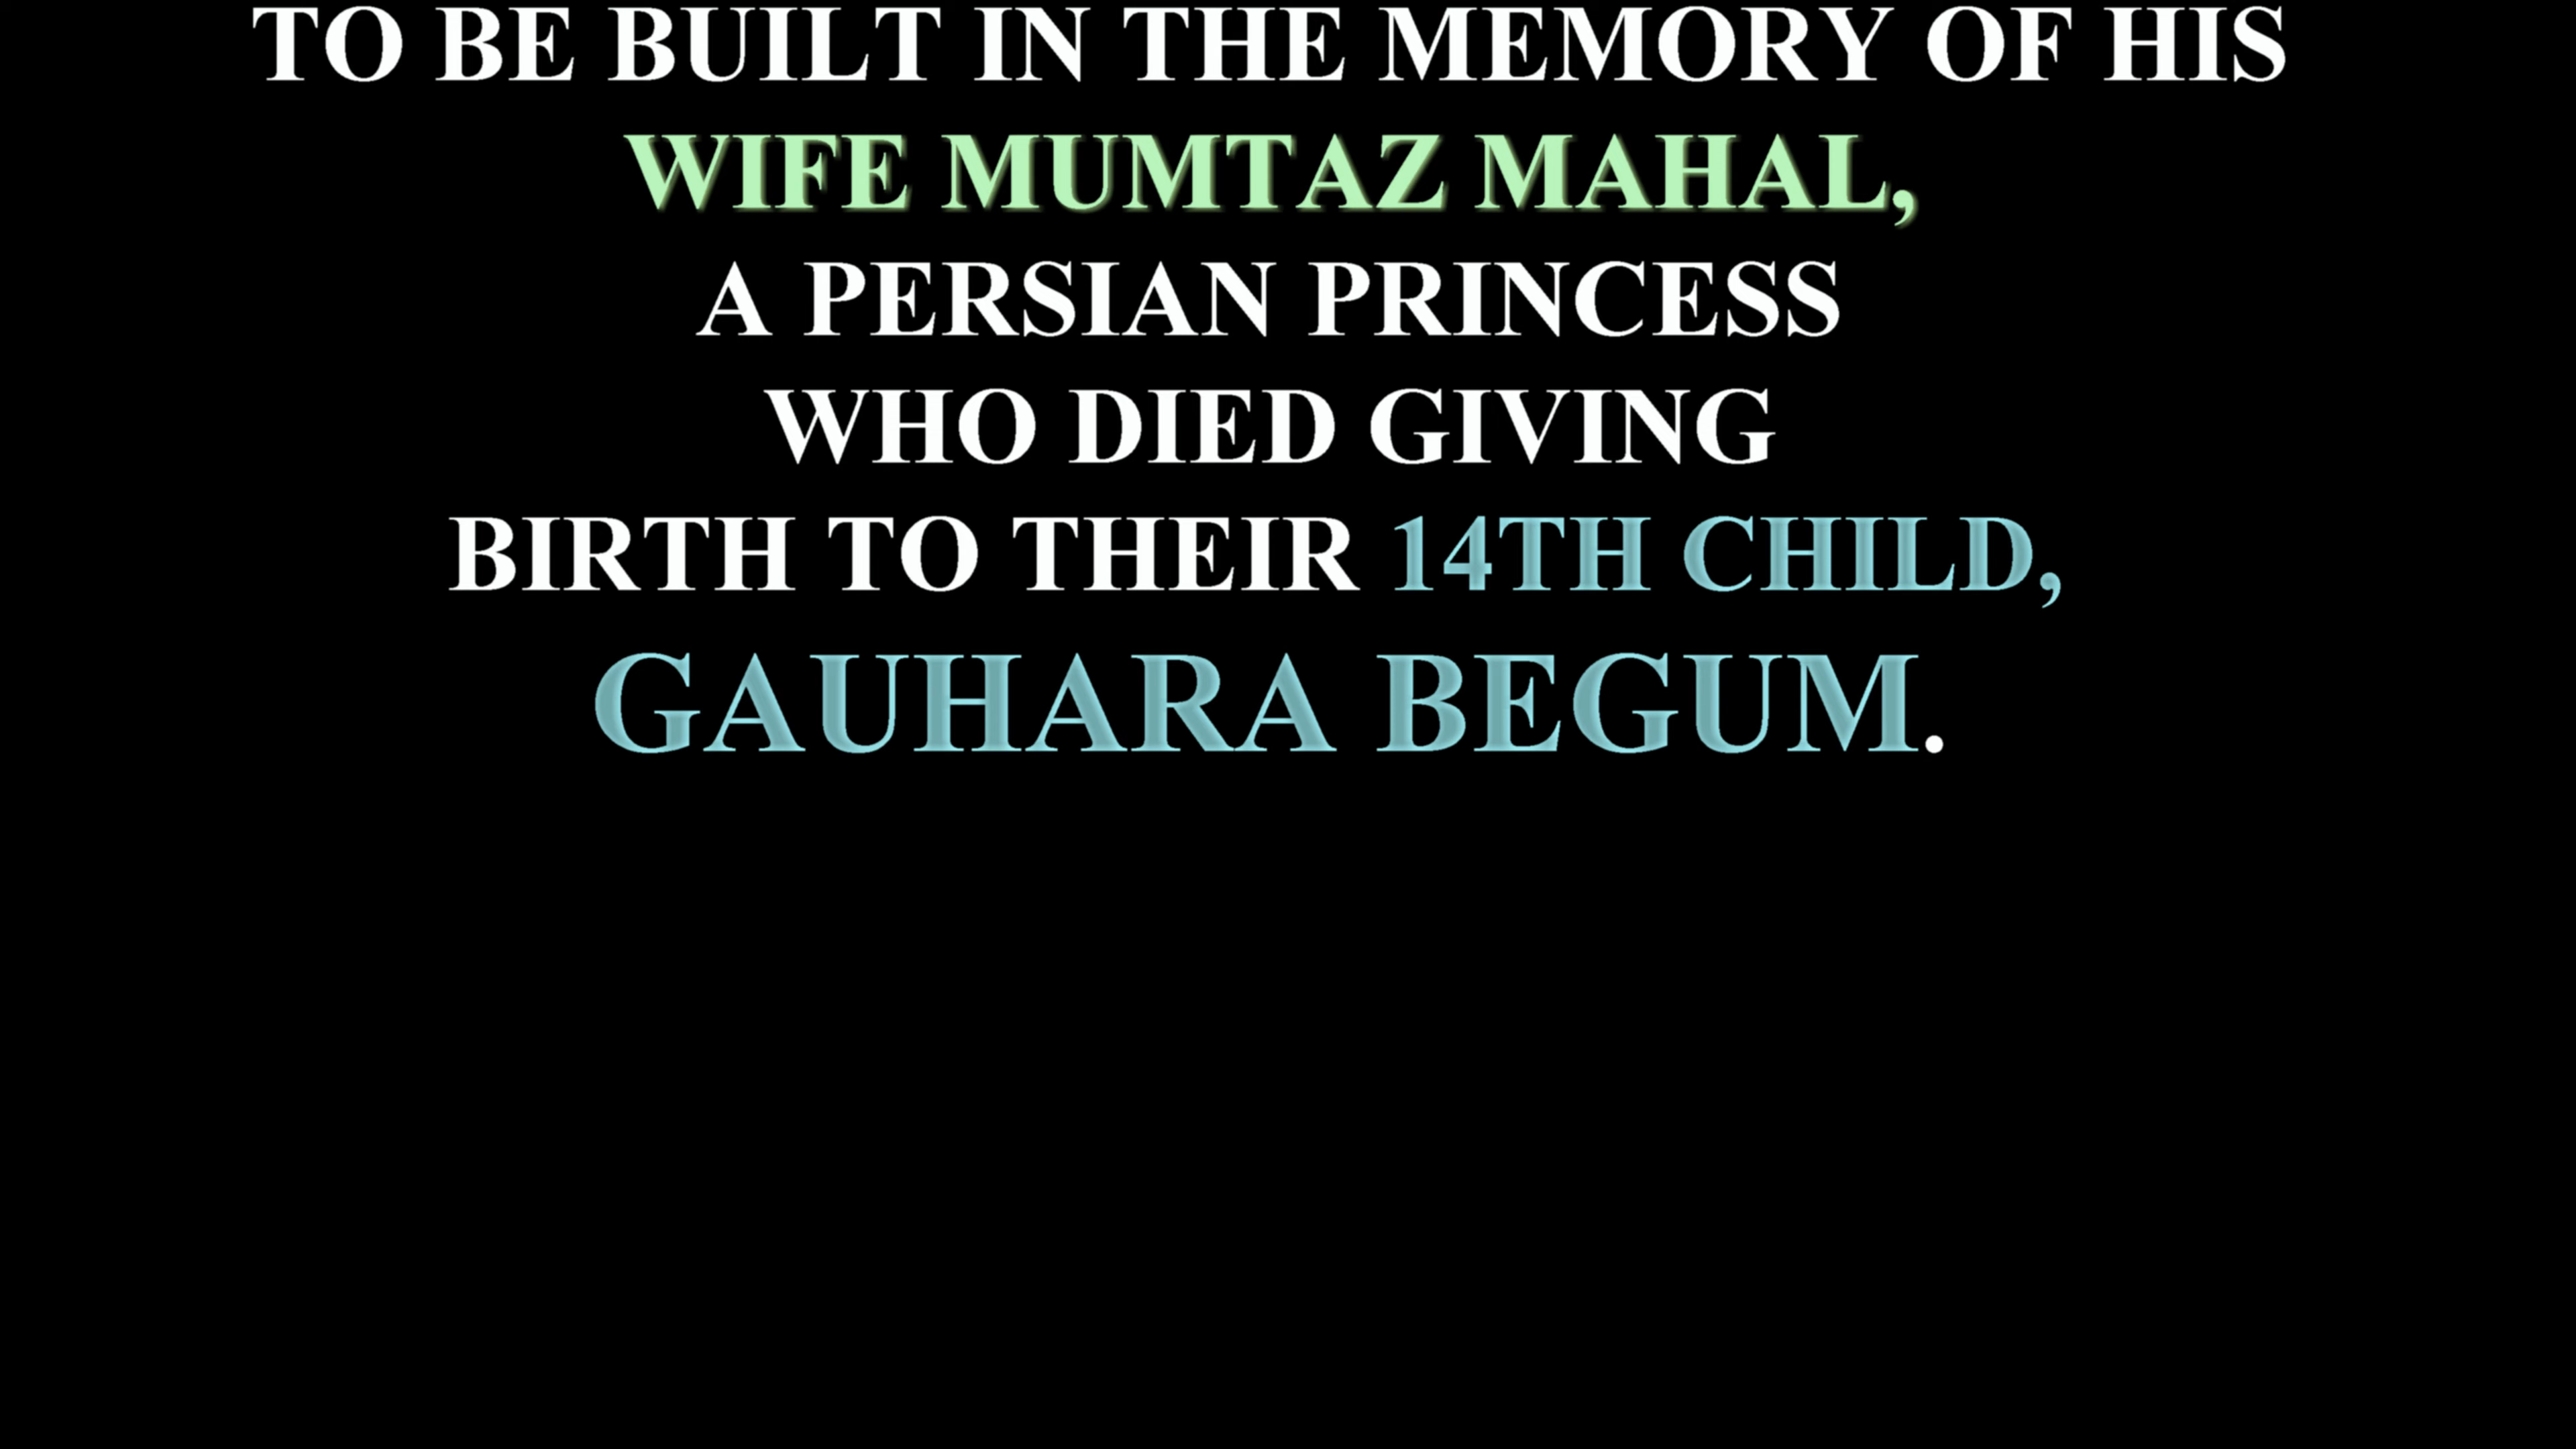 TO BE BUILT IN THE MEMORY OF HIS
WIFE MUMTAZ MAHAL,
A PERSIAN PRINCESS
WHO DIED GIVING
BIRTH TO THEIR 14TH CHILD,
GAUHARA BEGUM.